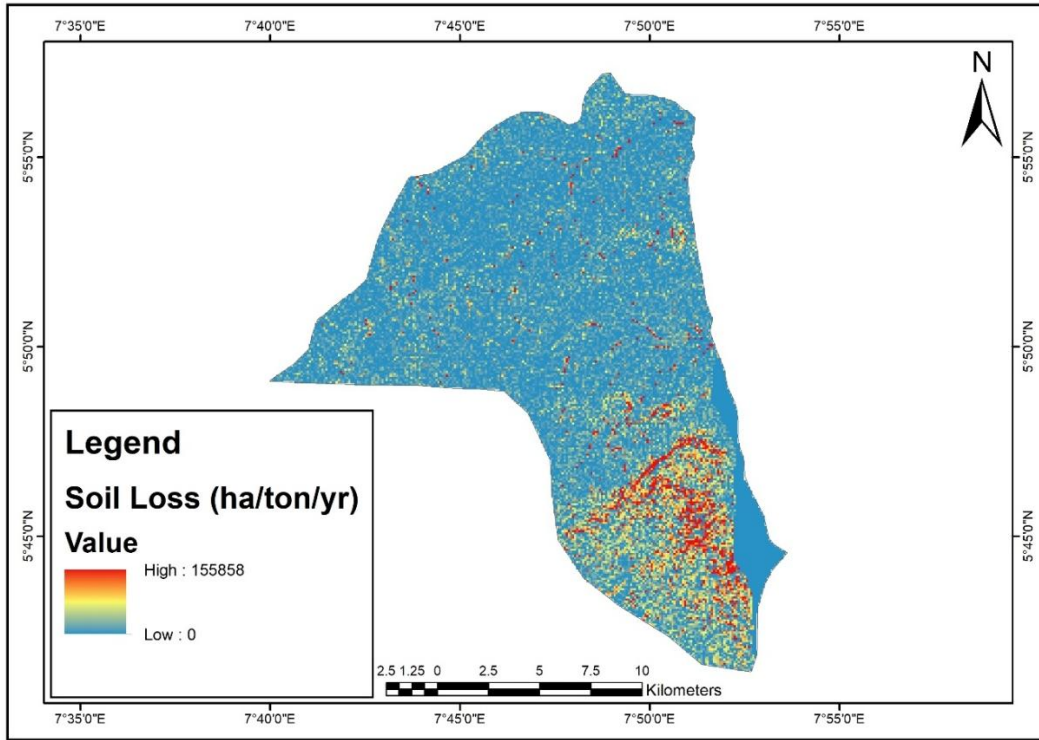 7°35'0"E 7°40'0"E 7°45'0"E 7°50'0"E 7°55'0"E
N
5°55'0"N 5°55'0"N
5°50'0"N 5°50'0"N
5°45'0"N 5°45'0"N
Legend
Soil Loss (ha/ton/yr)
Value
High : 155858
Low : 0
2.5 1.25 0 2.5 5 7.5 10
Kilometers
7°35'0"E 7°40'0"E 7°45'0"E 7°50'0"E 7°55'0"E